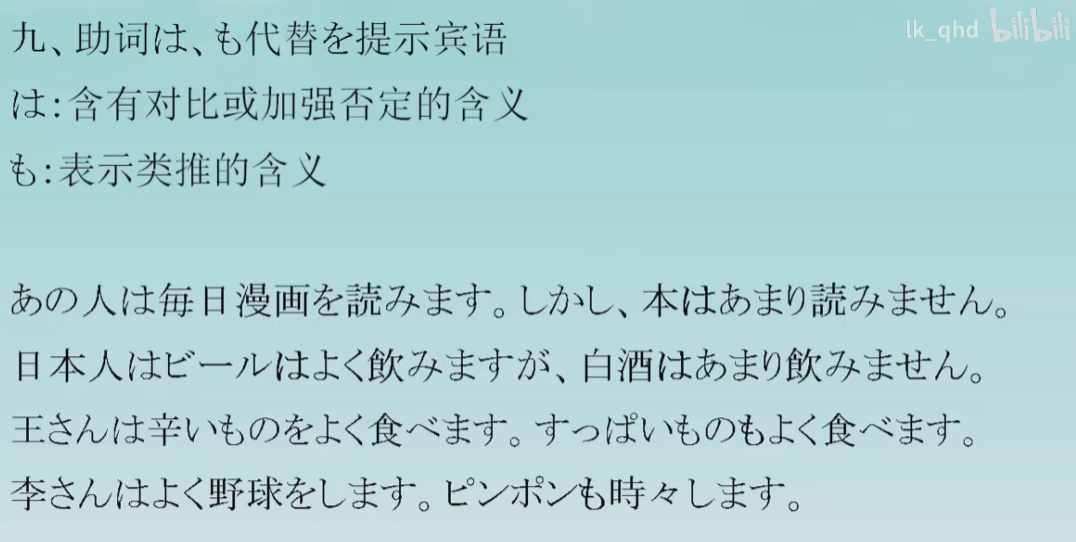 lk_qhd bilibili
九、助词は、も代替を提示宾语
は:含有对比或加强否定的含义
も:表示类推的含义
あの人は毎日漫画を読みます。しかし、本はあまり読みません。
日本人はビールはよく飲みますが、白酒はあまり飲みません。
王さんは辛いものをよく食べます。すっぱいものもよく食べます。
李さんはよく野球をします。ピンポンも時々します。